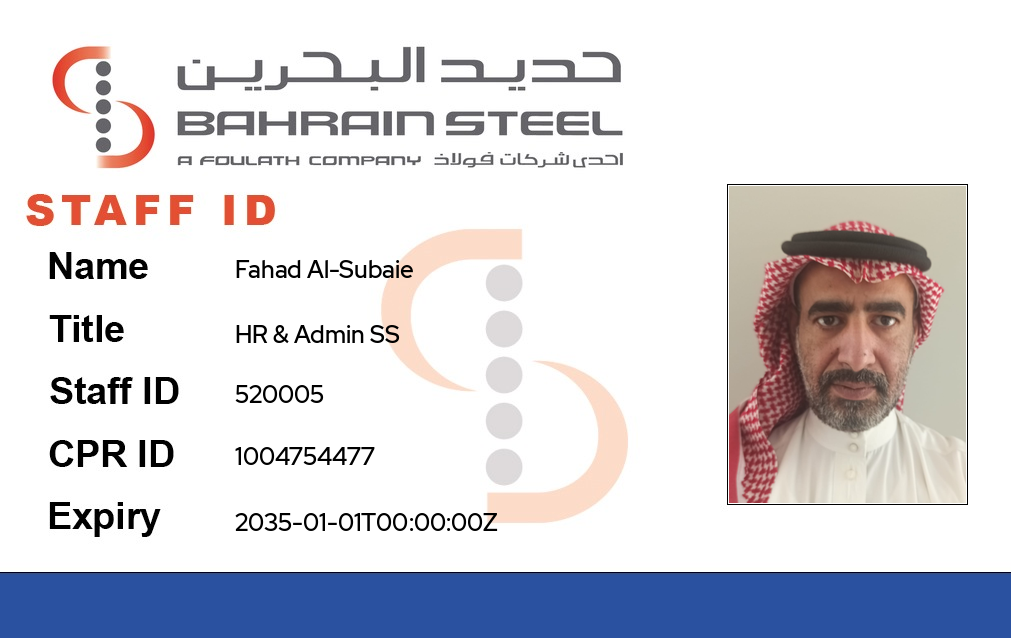 حديد البحرين
BAHRAIN STEEL
A FOULATH COMPANY احدى شركات فولاذ
STAFF ID
Name Fahad Al-Subaie
Title HR & Admin SS
Staff ID 520005
CPR ID 1004754477
Expiry 2035-01-01T00:00:00Z